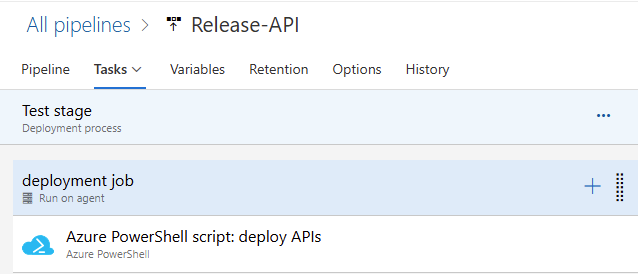 All pipelines > Release-API
Pipeline Tasks Variables Retention Options History
Test stage
Deployment process
deployment job
Run on agent
Azure PowerShell script: deploy APIs
Azure PowerShell